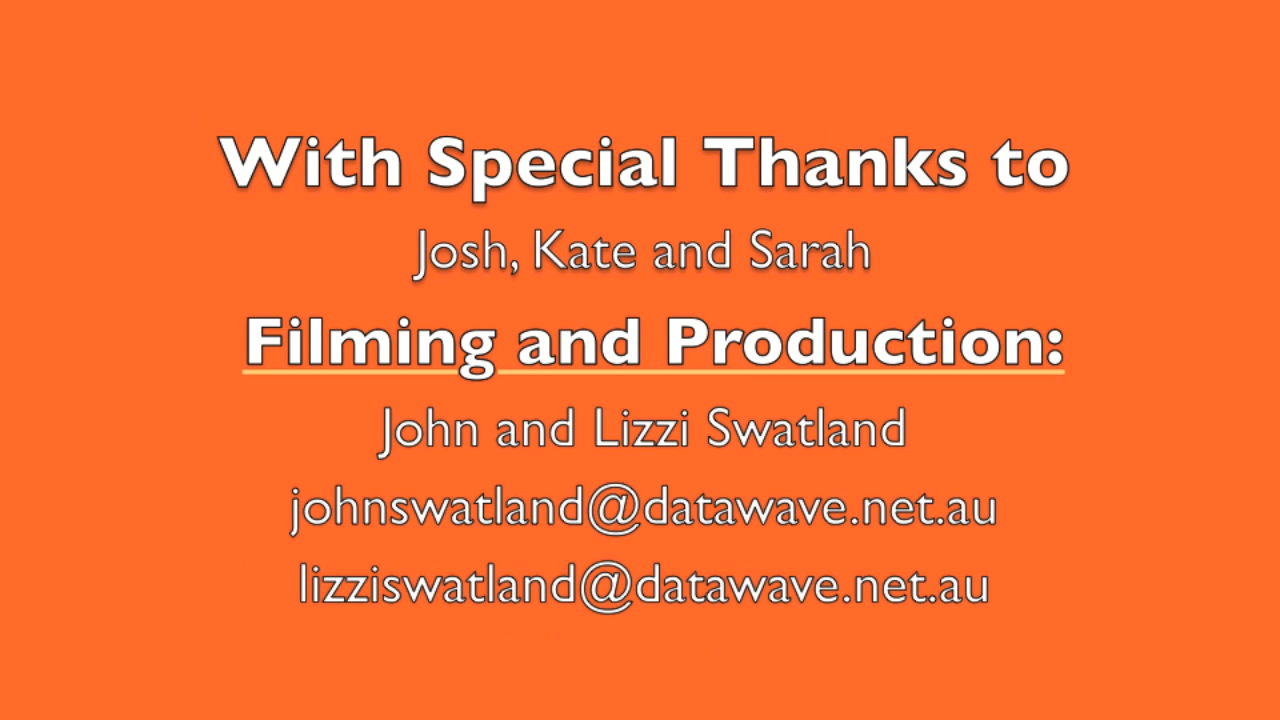 With Special Thanks to
Josh, Kate and Sarah
Filming and Production:
John and Lizzi Swatland
johnswatland@datawave.net.au
lizziswatland@datawave.net.au